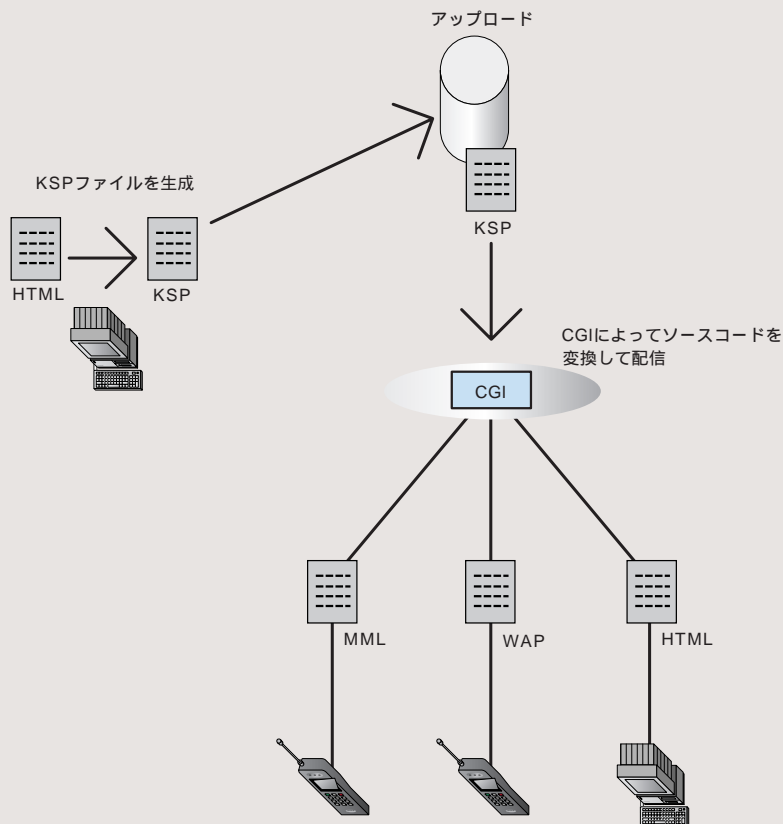 アップロード
KSP
KSPファイルを生成
HTML
KSP
CGIによってソースコードを
変換して配信
CGI
MML
WAP
HTML